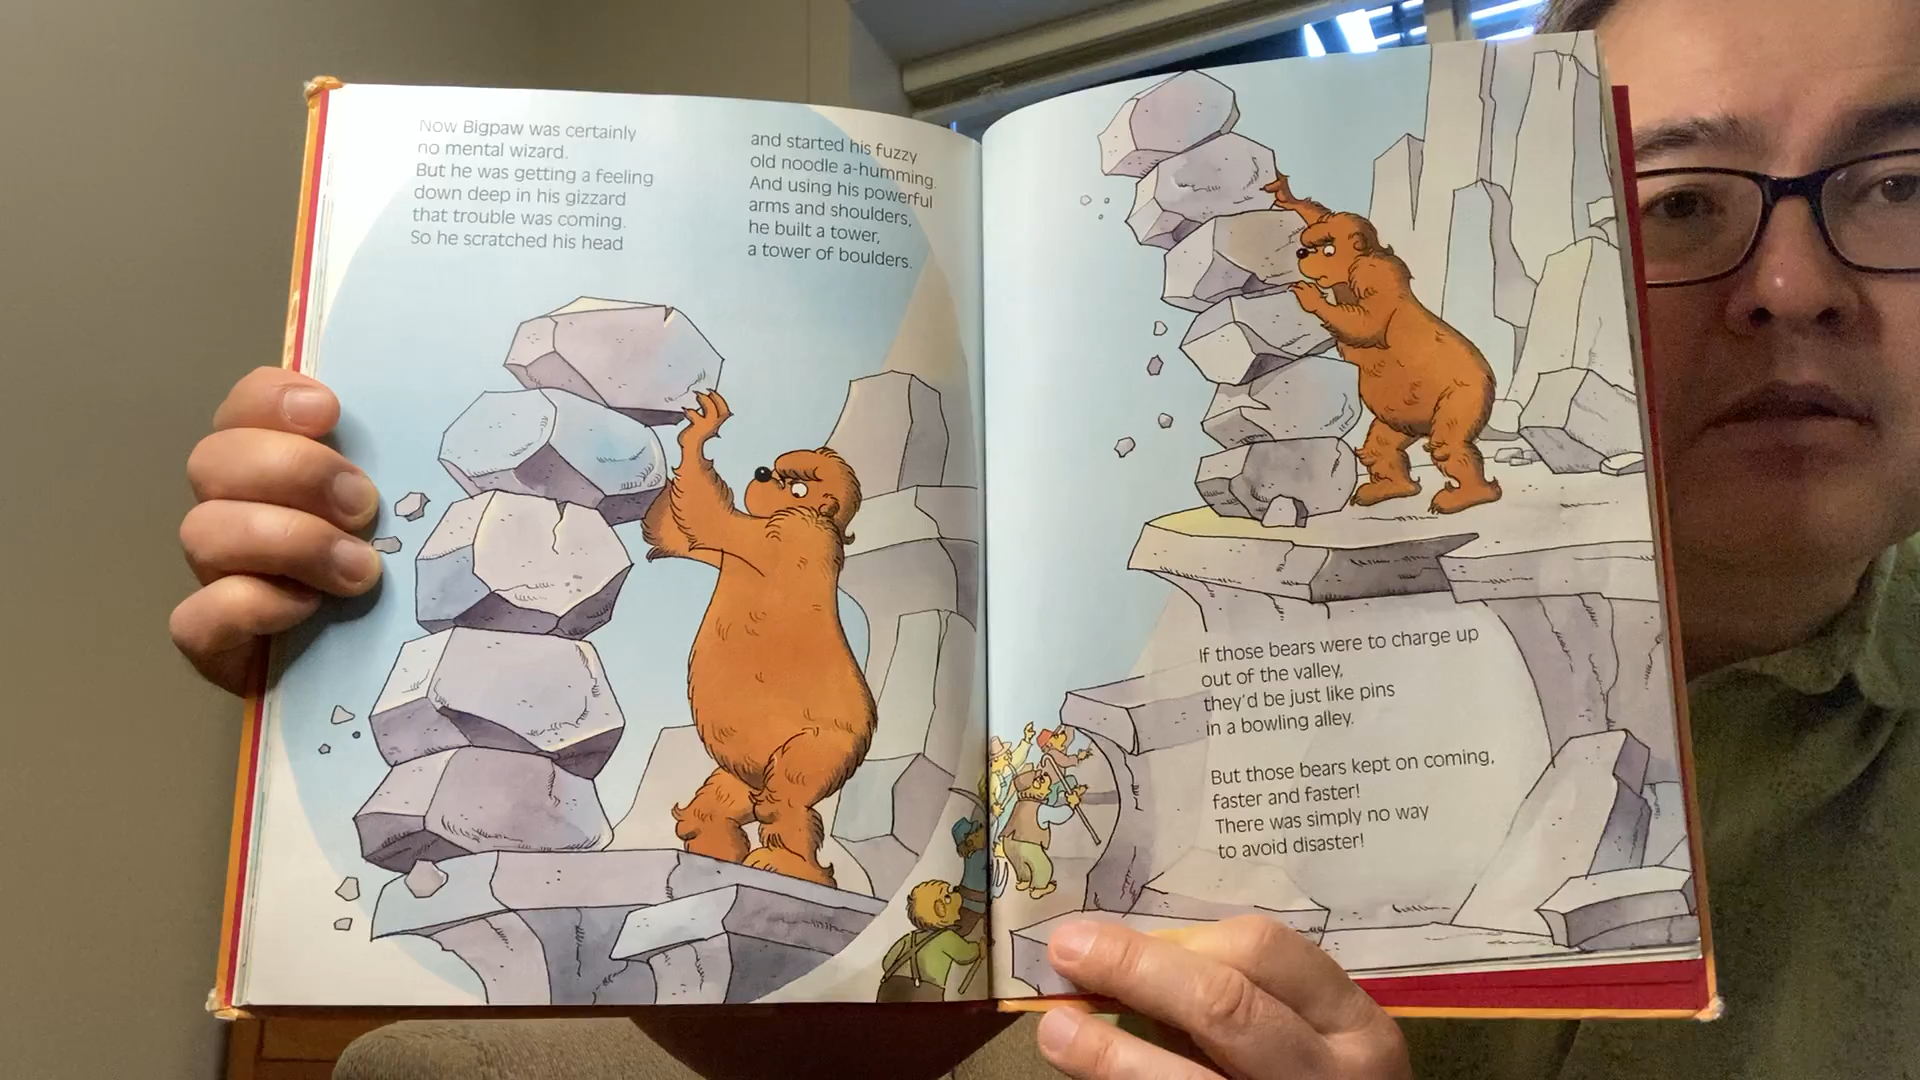 Now Bigpaw was certainly
no mental wizard.
But he was getting a feeling
down deep in his gizzard
that trouble was coming.
So he scratched his head
and started his fuzzy
old noodle a-humming.
And using his powerful
arms and shoulders,
he built a tower,
a tower of boulders.
If those bears were to charge up
out of the valley,
they'd be just like pins
in a bowling alley.
But those bears kept on coming,
faster and faster!
There was simply no way
to avoid disaster!